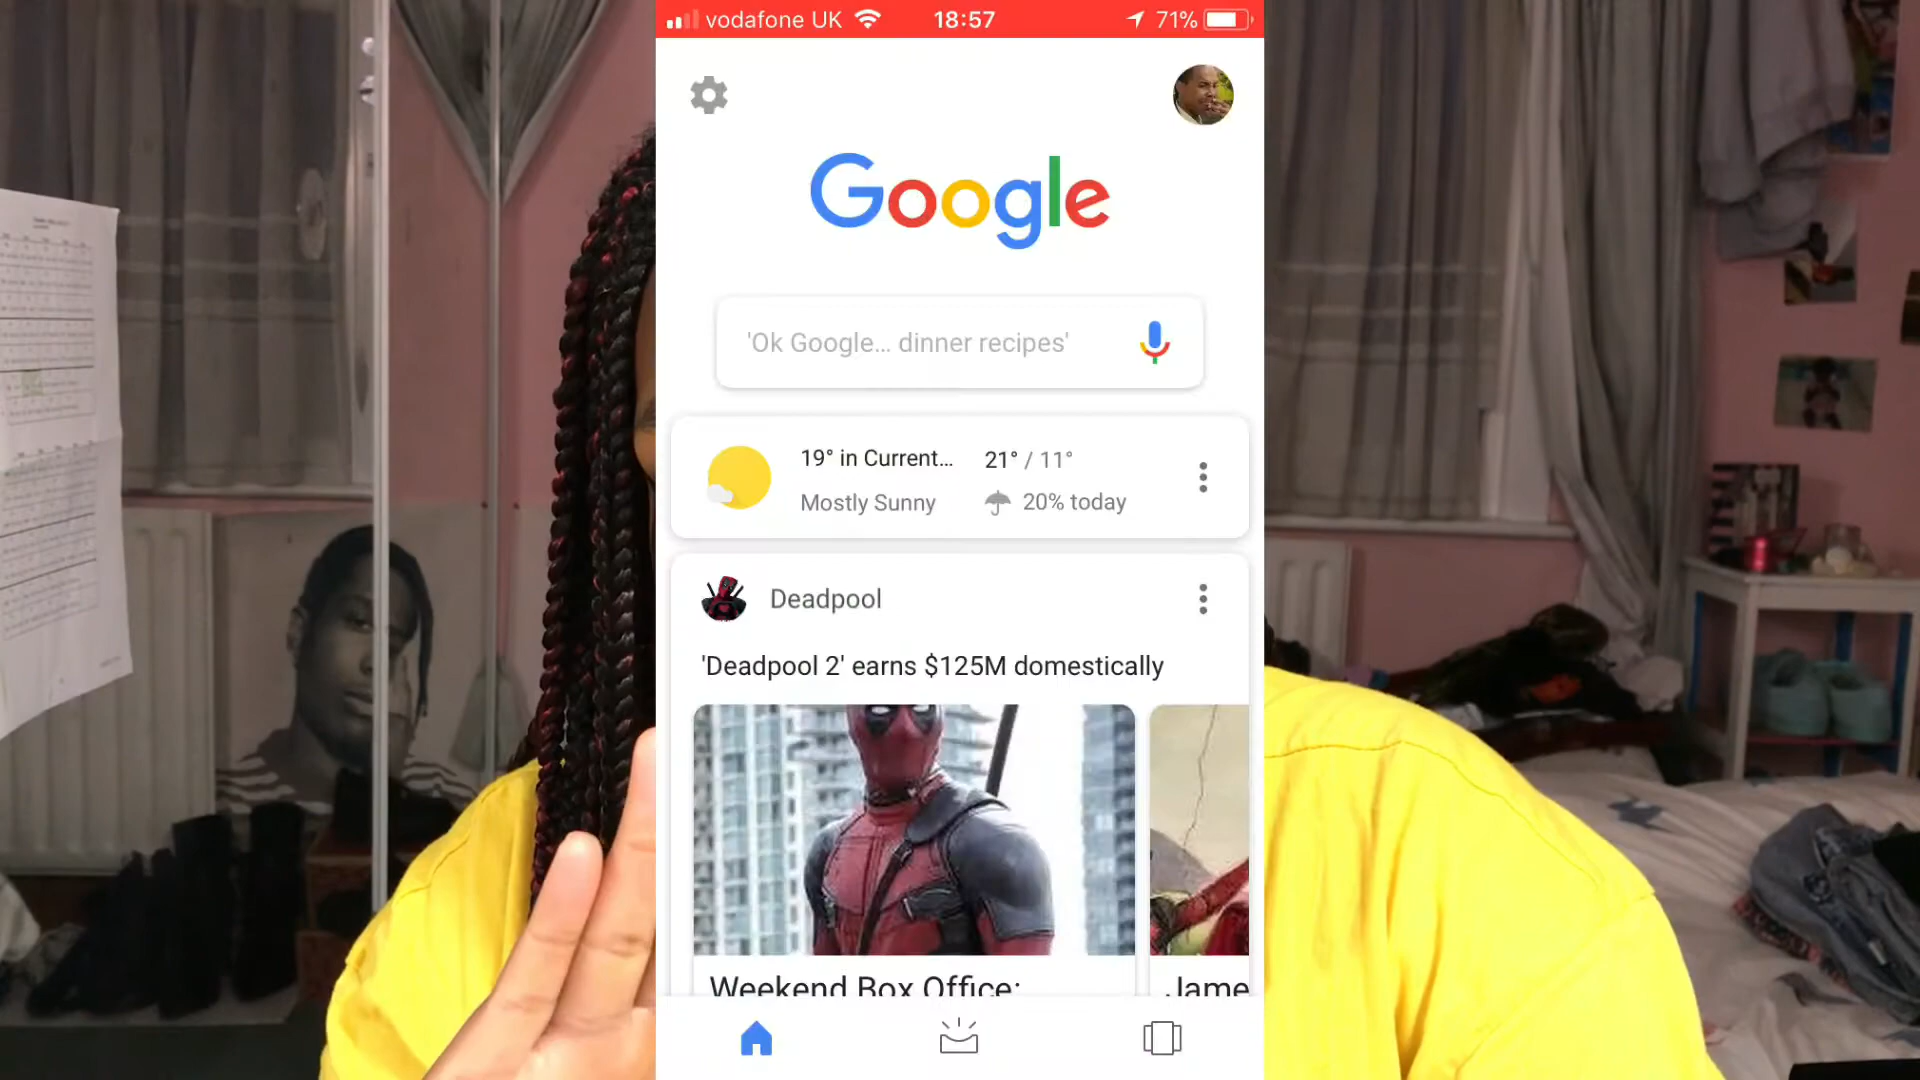 vodafone UK 18:57 71%
Google
'Ok Google... dinner recipes'
19° in Current... 21° / 11°
Mostly Sunny 20% today
Deadpool
'Deadpool 2' earns $125M domestically
Weekend Box Office: Jame